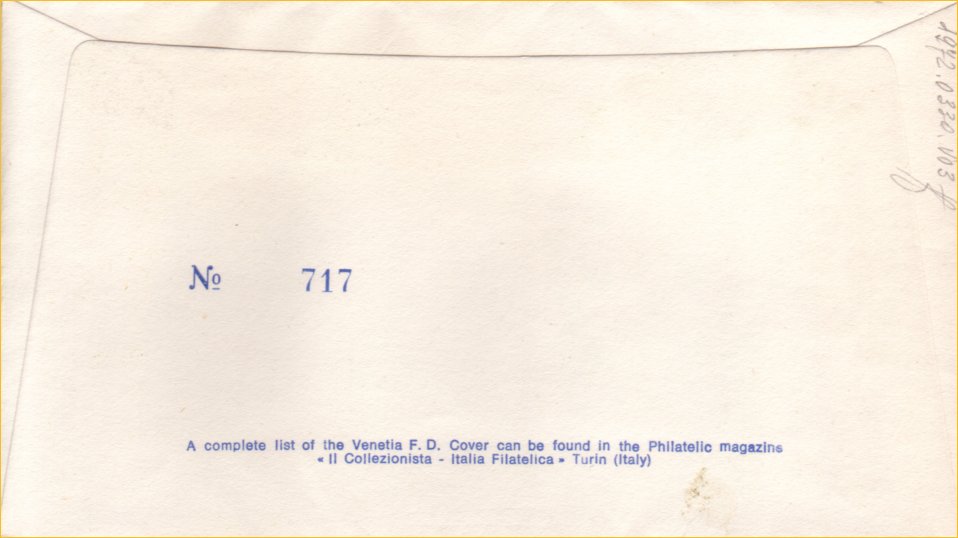 № 717
A complete list of the Venetia F. D. Cover can be found in the Philatelic magazins
« Il Collezionista - Italia Filatelica » Turin (Italy)